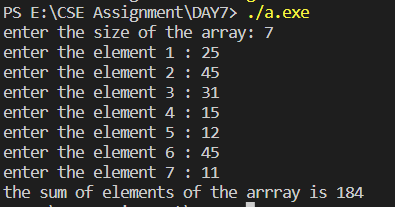 PS E:\CSE Assignment\DAY7> ./a.exe
enter the size of the array: 7
enter the element 1 : 25
enter the element 2 : 45
enter the element 3 : 31
enter the element 4 : 15
enter the element 5 : 12
enter the element 6 : 45
enter the element 7 : 11
the sum of elements of the arrray is 184